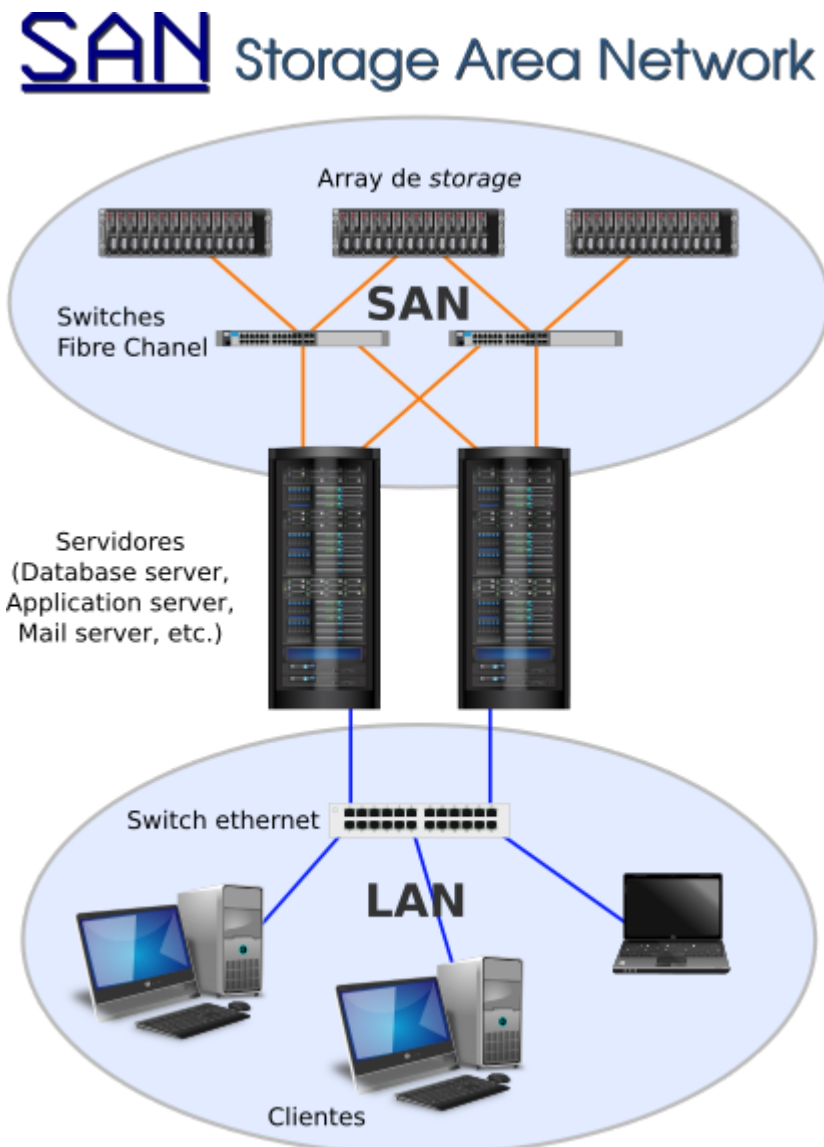 SAN Storage Area Network
Array de storage
SAN
Switches
Fibre Chanel
Servidores
(Database server,
Application server,
Mail server, etc.)
Switch ethernet
LAN
Clientes